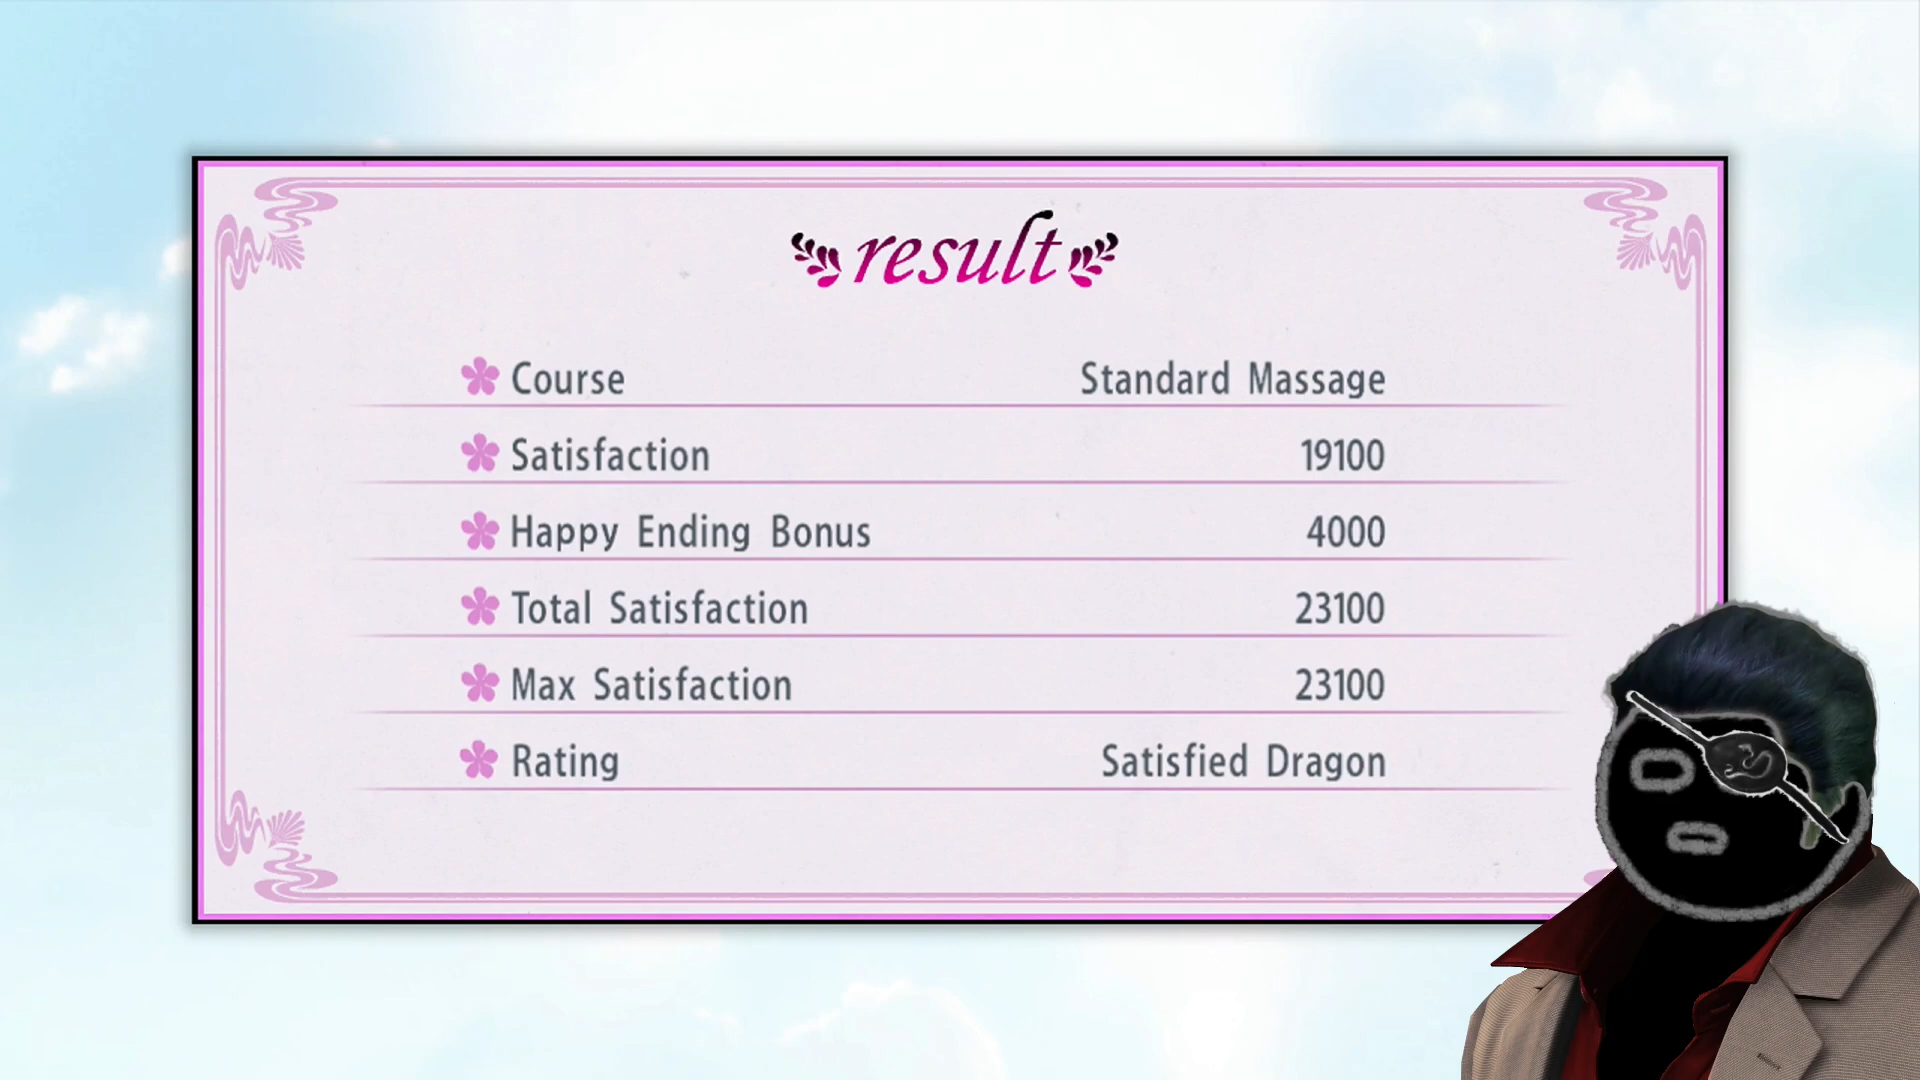 result
Course Standard Massage
Satisfaction 19100
Happy Ending Bonus 4000
Total Satisfaction 23100
Max Satisfaction 23100
Rating Satisfied Dragon